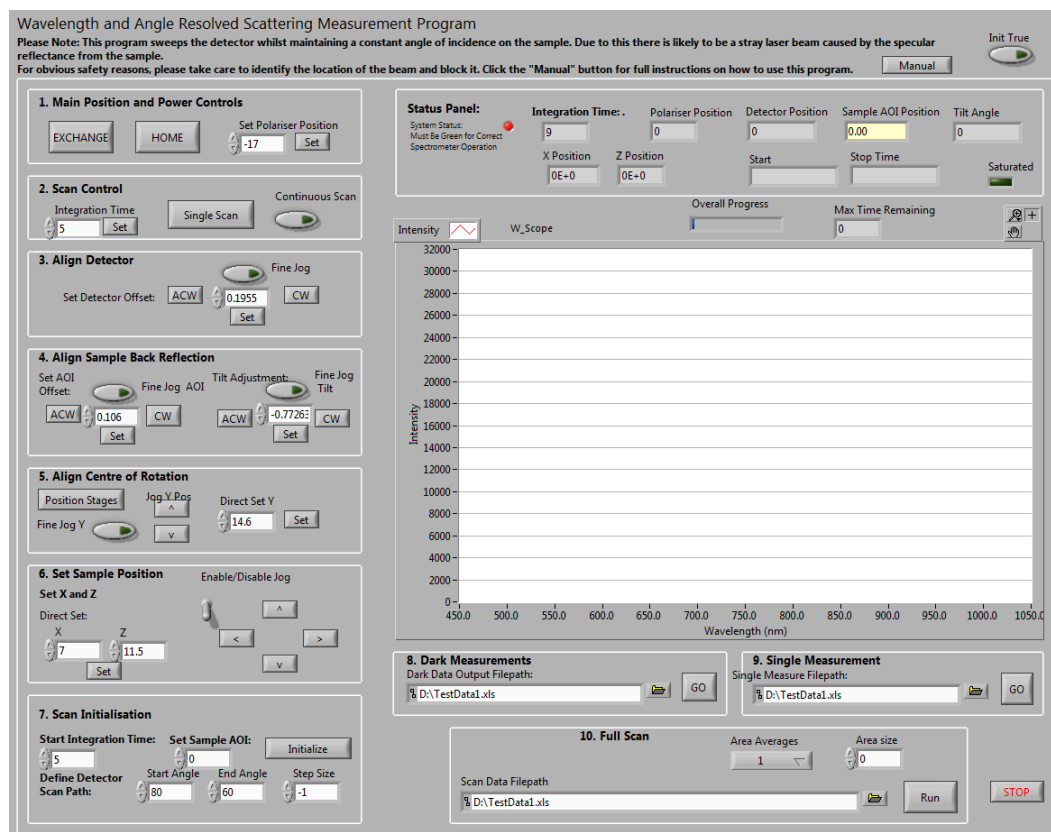 Wavelength and Angle Resolved Scattering Measurement Program
Please Note: This program sweeps the detector whilst maintaining a constant angle of incidence on the sample. Due to this there is likely to be a stray laser beam caused by the specular
reflectance from the sample.
For obvious safety reasons, please take care to identify the location of the beam and block it. Click the "Manual" button for full instructions on how to use this program.
Manual
Init True
1. Main Position and Power Controls
EXCHANGE
HOME
Set Polariser Position
-17
Set
2. Scan Control
Integration Time
5
Set
Single Scan
Continuous Scan
3. Align Detector
Fine Jog
Set Detector Offset:
ACW
0.1955
CW
Set
4. Align Sample Back Reflection
Set AOI
Offset:
Fine Jog AOI
Tilt Adjustment:
Fine Jog
Tilt
ACW
0.106
CW
Set
ACW
-0.7726
CW
Set
5. Align Centre of Rotation
Position Stages
Jog Y Pos
^
v
Fine Jog Y
Direct Set Y
14.6
Set
6. Set Sample Position
Enable/Disable Jog
Set X and Z
Direct Set:
X
Z
7
11.5
Set
^
<
>
v
7. Scan Initialisation
Start Integration Time:
Set Sample AOI:
5
0
Initialize
Define Detector
Scan Path:
Start Angle
End Angle
Step Size
80
60
-1
Status Panel:
System Status:
Must Be Green for Correct
Spectrometer Operation
Integration Time: .
9
Polariser Position
0
Detector Position
0
Sample AOI Position
0.00
Tilt Angle
0
X Position
0E+0
Z Position
0E+0
Start
Stop Time
Saturated
Overall Progress
Max Time Remaining
0
Intensity
W_Scope
32000
30000
28000
26000
24000
22000
20000
18000
16000
14000
12000
10000
8000
6000
4000
2000
0
Intensity
450.0 500.0 550.0 600.0 650.0 700.0 750.0 800.0 850.0 900.0 950.0 1000.0 1050.0
Wavelength (nm)
8. Dark Measurements
Dark Data Output Filepath:
D:\TestData1.xls
GO
9. Single Measurement
Single Measure Filepath:
D:\TestData1.xls
GO
10. Full Scan
Area Averages
1
Area size
0
Scan Data Filepath
D:\TestData1.xls
Run
STOP